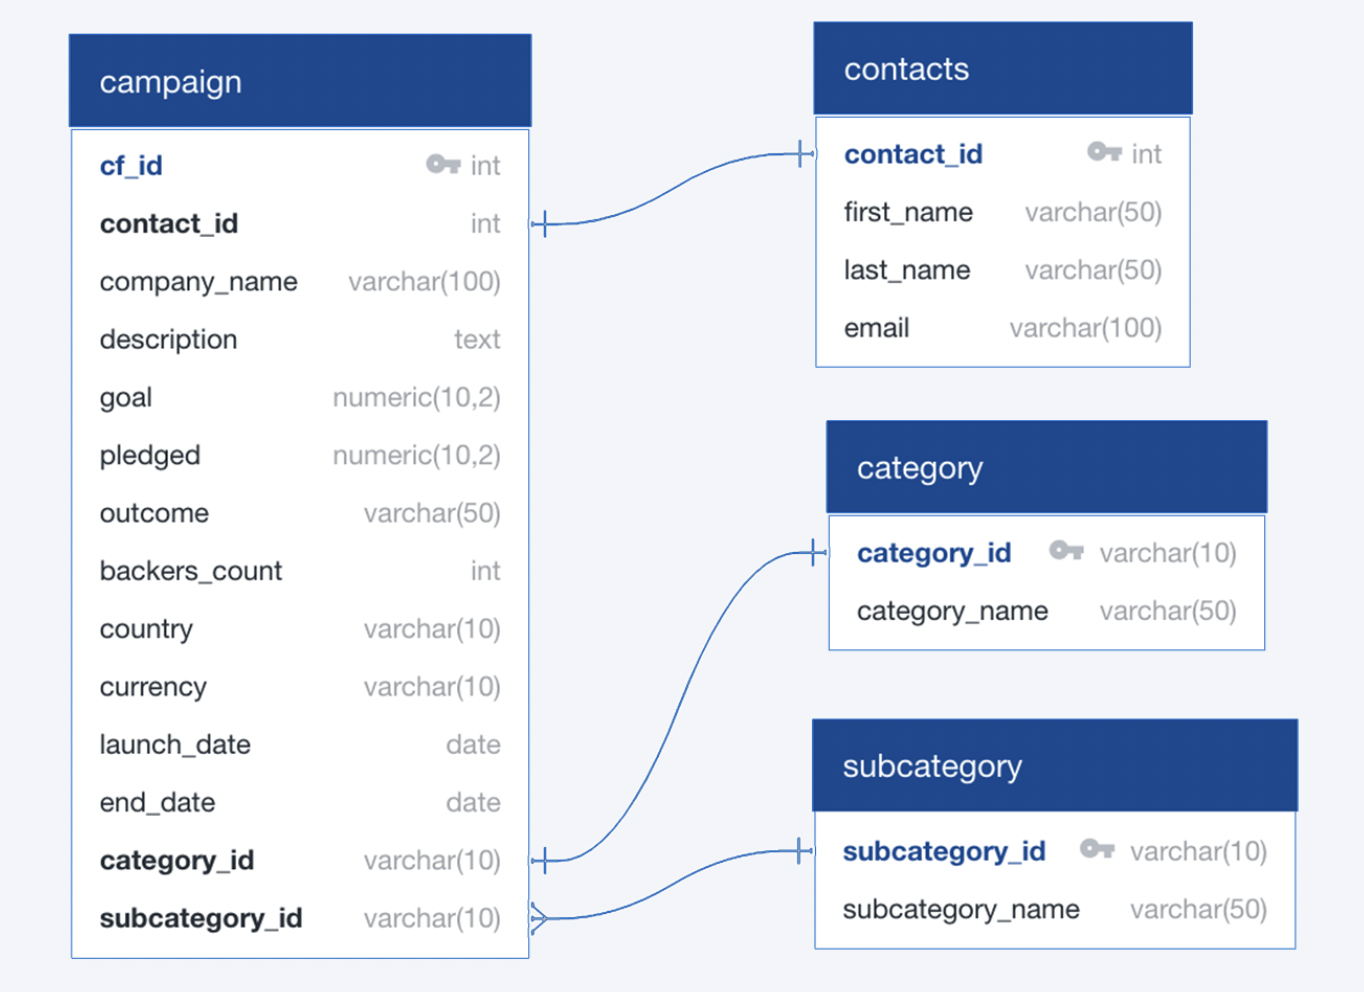 campaign
cf_id int
contact_id int
company_name varchar(100)
description text
goal numeric(10,2)
pledged numeric(10,2)
outcome varchar(50)
backers_count int
country varchar(10)
currency varchar(10)
launch_date date
end_date date
category_id varchar(10)
subcategory_id varchar(10)
contacts
contact_id int
first_name varchar(50)
last_name varchar(50)
email varchar(100)
category
category_id varchar(10)
category_name varchar(50)
subcategory
subcategory_id varchar(10)
subcategory_name varchar(50)